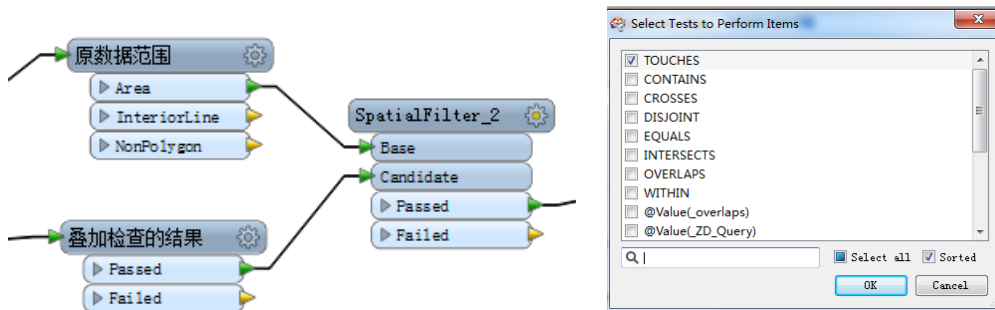 原数据范围
Area
InteriorLine
NonPolygon
叠加检查的结果
Passed
Failed
SpatialFilter_2
Base
Candidate
Passed
Failed
Select Tests to Perform Items
TOUCHES
CONTAINS
CROSSES
DISJOINT
EQUALS
INTERSECTS
OVERLAPS
WITHIN
@Value(_overlaps)
@Value(_ZD_Query)
Select all Sorted
OK Cancel